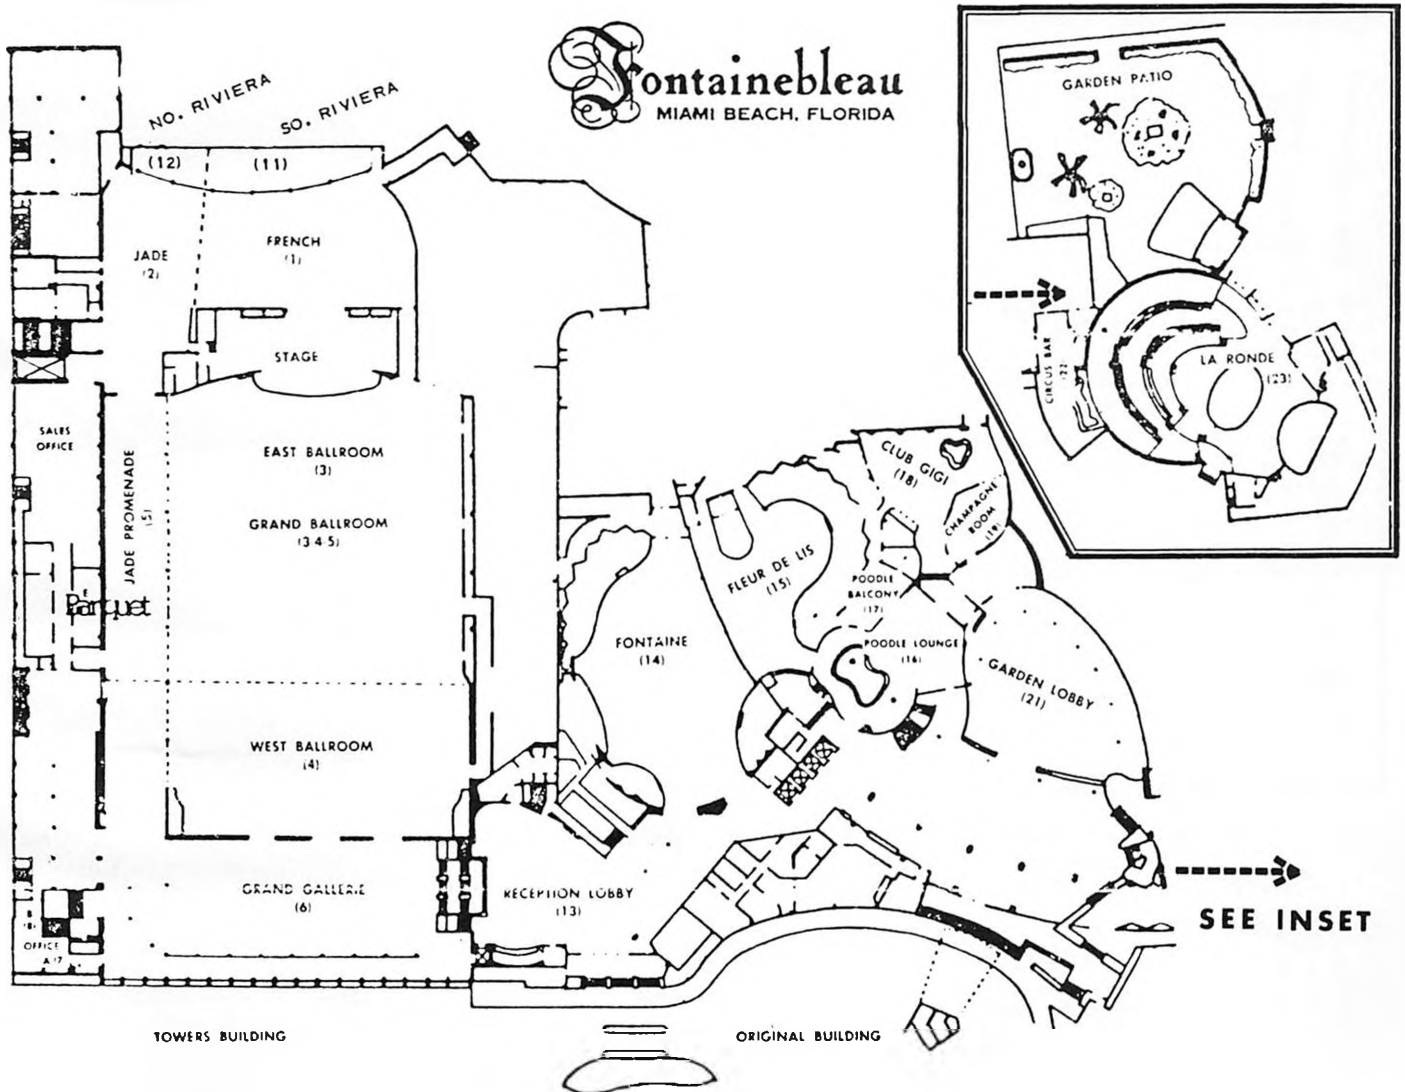 Fontainebleau
MIAMI BEACH, FLORIDA
NO. RIVIERA
(12)
SO. RIVIERA
(11)
JADE
(2)
FRENCH
(1)
STAGE
SALES
OFFICE
JADE PROMENADE
(5)
EAST BALLROOM
(3)
GRAND BALLROOM
(3-4-5)
Parquet
WEST BALLROOM
(4)
GRAND GALLERIE
(6)
OFFICE
RECEPTION LOBBY
(13)
FONTAINE
(14)
FLEUR DE LIS
(15)
CLUB GIGI
(18)
CHAMPAGNE
ROOM
POODLE
BALCONY
(17)
POODLE LOUNGE
(16)
GARDEN LOBBY
(21)
GARDEN PATIO
CIRCUS BAR
(22)
LA RONDE
(23)
SEE INSET
TOWERS BUILDING
ORIGINAL BUILDING